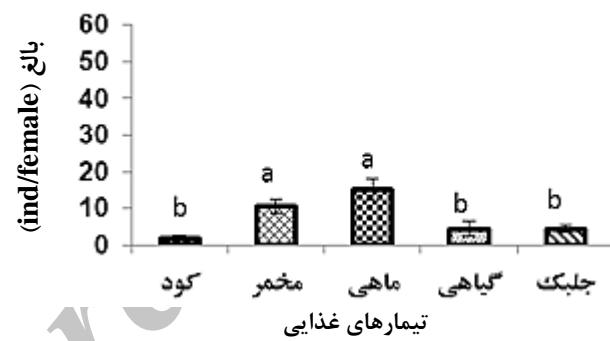 بالغ (ind/female)
60
50
40
30
20
10
0
b
a
a
b
b
کود
مخمر
ماهی
گیاهی
جلبک
تیمارهای غذایی